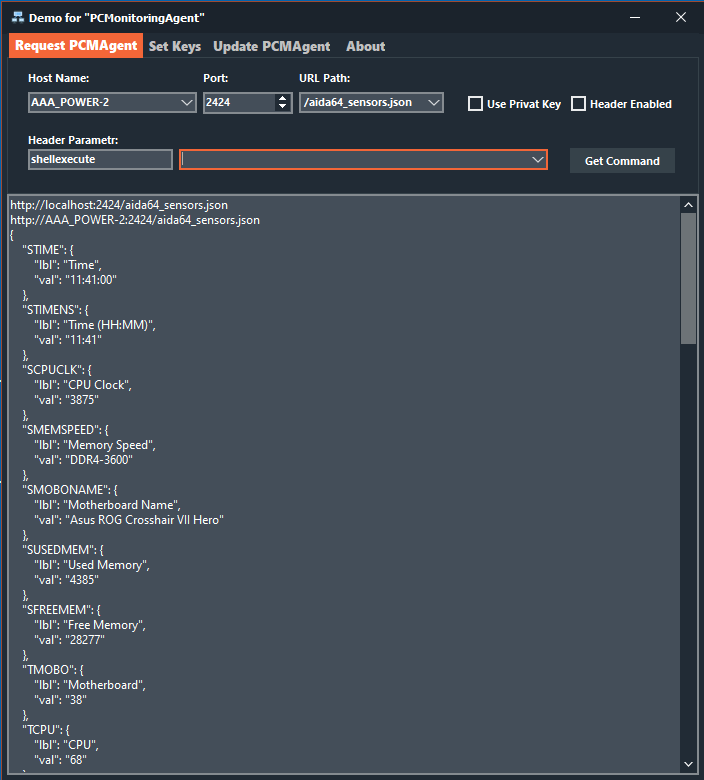 Demo for "PCMonitoringAgent"
Request PCMAgent Set Keys Update PCMAgent About
Host Name: Port: URL Path:
AAA_POWER-2 2424 /aida64_sensors.json Use Privat Key Header Enabled
Header Parametr:
shellexecute Get Command
http://localhost:2424/aida64_sensors.json
http://AAA_POWER-2:2424/aida64_sensors.json
{
"STIME": {
"lbl": "Time",
"val": "11:41:00"
},
"STIMENS": {
"lbl": "Time (HH:MM)",
"val": "11:41"
},
"SCPUCLK": {
"lbl": "CPU Clock",
"val": "3875"
},
"SMEMSPEED": {
"lbl": "Memory Speed",
"val": "DDR4-3600"
},
"SMOBONAME": {
"lbl": "Motherboard Name",
"val": "Asus ROG Crosshair VII Hero"
},
"SUSEDMEM": {
"lbl": "Used Memory",
"val": "4385"
},
"SFREEMEM": {
"lbl": "Free Memory",
"val": "28277"
},
"TMOBO": {
"lbl": "Motherboard",
"val": "38"
},
"TCPU": {
"lbl": "CPU",
"val": "68"